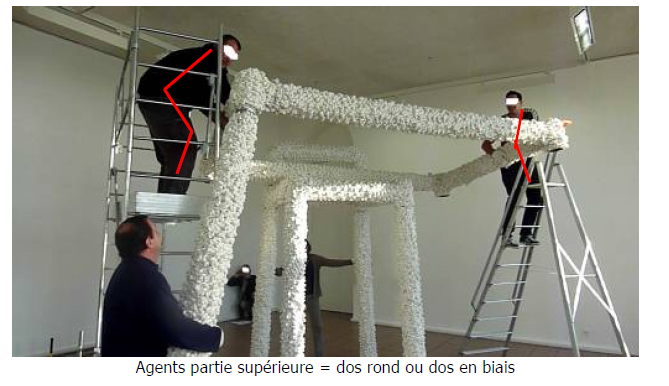 Agents partie supérieure = dos rond ou dos en biais